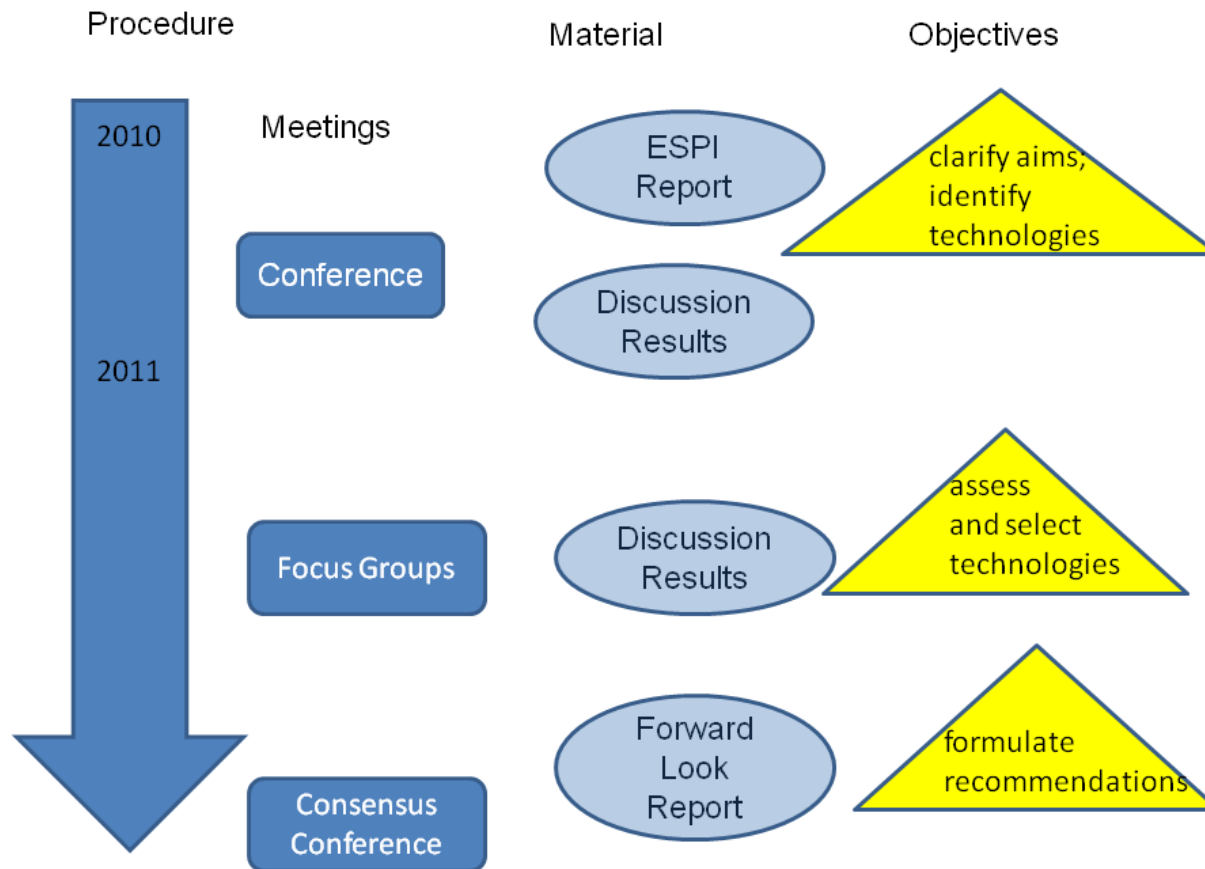 Procedure
Material
Objectives
2010
Meetings
ESPI
Report
clarify aims;
identify
technologies
Conference
Discussion
Results
2011
Focus Groups
Discussion
Results
assess
and select
technologies
Consensus
Conference
Forward
Look
Report
formulate
recommendations